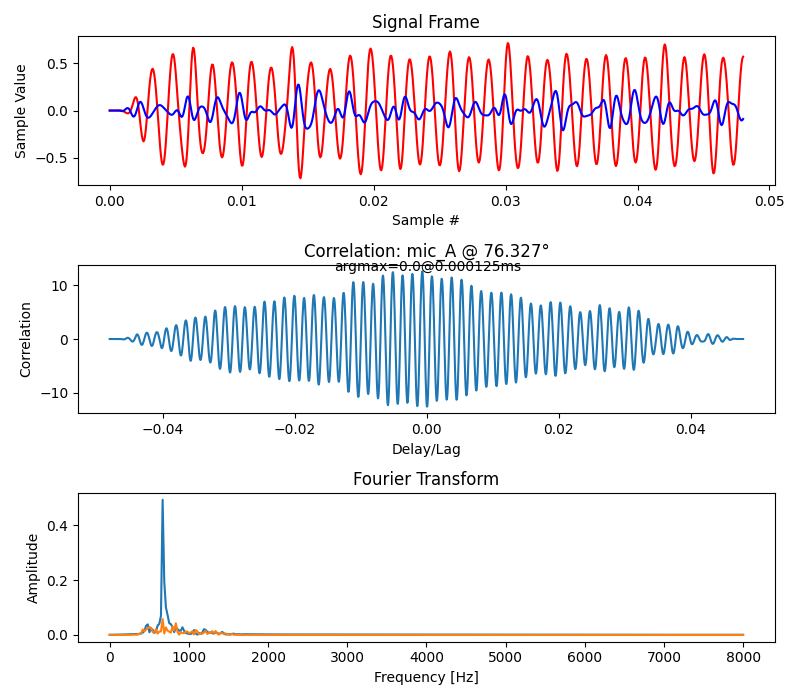 Signal Frame
Sample Value
0.5
0.0
−0.5
0.00 0.01 0.02 0.03 0.04 0.05
Sample #
Correlation: mic_A @ 76.327°
argmax=0.0@0.000125ms
Correlation
10
0
−10
−0.04 −0.02 0.00 0.02 0.04
Delay/Lag
Fourier Transform
Amplitude
0.4
0.2
0.0
0 1000 2000 3000 4000 5000 6000 7000 8000
Frequency [Hz]